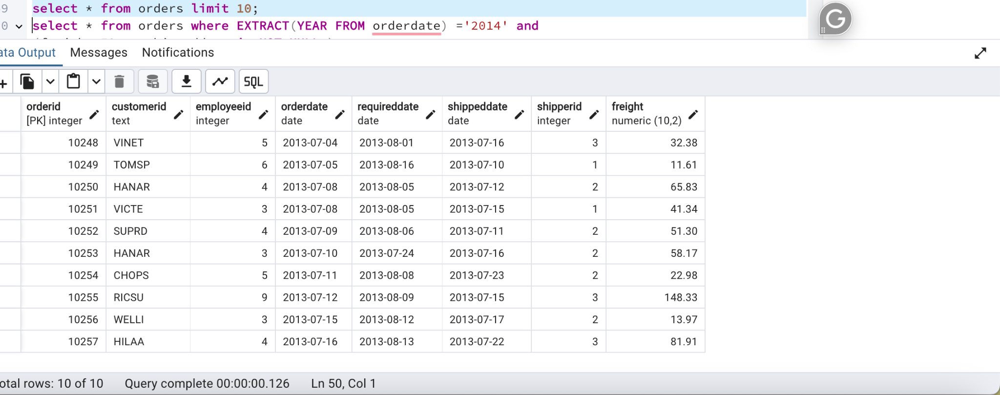 9 select * from orders limit 10;
0 select * from orders where EXTRACT(YEAR FROM orderdate) ='2014' and
ata Output Messages Notifications
SQL
orderid customerid employeeid orderdate requireddate shippeddate shipperid freight
[PK] integer text integer date date date integer numeric (10,2)
10248 VINET 5 2013-07-04 2013-08-01 2013-07-16 3 32.38
10249 TOMSP 6 2013-07-05 2013-08-16 2013-07-10 1 11.61
10250 HANAR 4 2013-07-08 2013-08-05 2013-07-12 2 65.83
10251 VICTE 3 2013-07-08 2013-08-05 2013-07-15 1 41.34
10252 SUPRD 4 2013-07-09 2013-08-06 2013-07-11 2 51.30
10253 HANAR 3 2013-07-10 2013-07-24 2013-07-16 2 58.17
10254 CHOPS 5 2013-07-11 2013-08-08 2013-07-23 2 22.98
10255 RICSU 9 2013-07-12 2013-08-09 2013-07-15 3 148.33
10256 WELLI 3 2013-07-15 2013-08-12 2013-07-17 2 13.97
10257 HILAA 4 2013-07-16 2013-08-13 2013-07-22 3 81.91
otal rows: 10 of 10 Query complete 00:00:00.126 Ln 50, Col 1